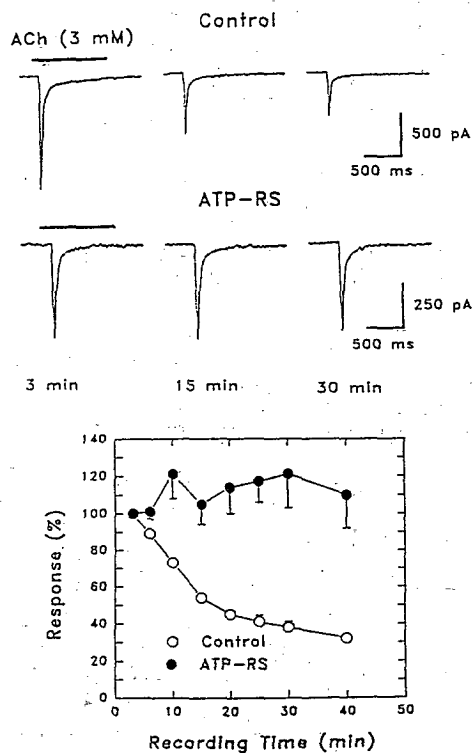 Control
ACh (3 mM)
500 pA
500 ms
ATP-RS
250 pA
500 ms
3 min 15 min 30 min
140
120
100
80
60
40
20
0
Response (%)
Control
ATP-RS
0 10 20 30 40 50
Recording Time (min)